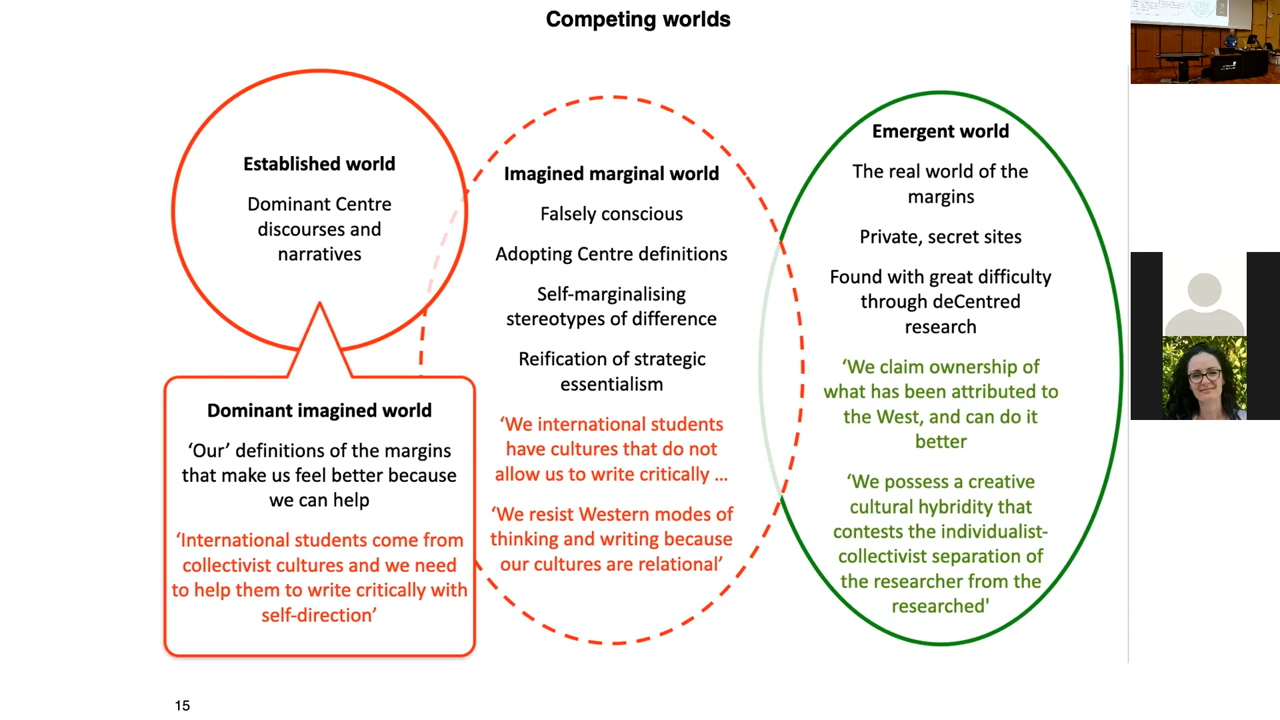 Competing worlds
Established world
Dominant Centre
discourses and
narratives
Dominant imagined world
‘Our’ definitions of the margins
that make us feel better because
we can help
‘International students come from
collectivist cultures and we need
to help them to write critically with
self-direction’
Imagined marginal world
Falsely conscious
Adopting Centre definitions
Self-marginalising
stereotypes of difference
Reification of strategic
essentialism
‘We international students
have cultures that do not
allow us to write critically ...
‘We resist Western modes of
thinking and writing because
our cultures are relational’
Emergent world
The real world of the
margins
Private, secret sites
Found with great difficulty
through deCentred
research
‘We claim ownership of
what has been attributed to
the West, and can do it
better
‘We possess a creative
cultural hybridity that
contests the individualist-
collectivist separation of
the researcher from the
researched'
15